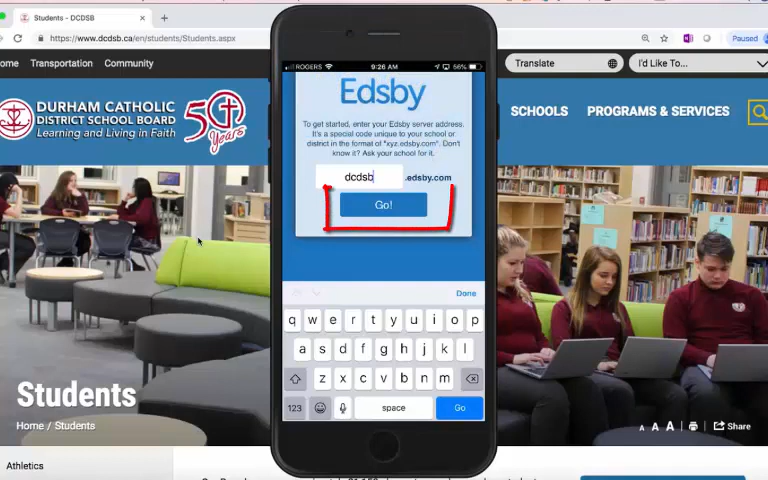 Students - DCDSB
https://www.dcdsb.ca/en/students/Students.aspx
Paused
ome Transportation Community
Translate
I'd Like To...
DURHAM CATHOLIC
DISTRICT SCHOOL BOARD
Learning and Living in Faith
50
Years
SCHOOLS PROGRAMS & SERVICES
ROGERS 9:26 AM 56%
Edsby
To get started, enter your Edsby server address.
It's a special code unique to your school or
district in the format of "xyz.edsby.com". Don't
know it? Ask your school for it.
dcdsb .edsby.com
Go!
Done
q w e r t y u i o p
a s d f g h j k l
z x c v b n m
123 space Go
Students
Home / Students
A A A Share
Athletics